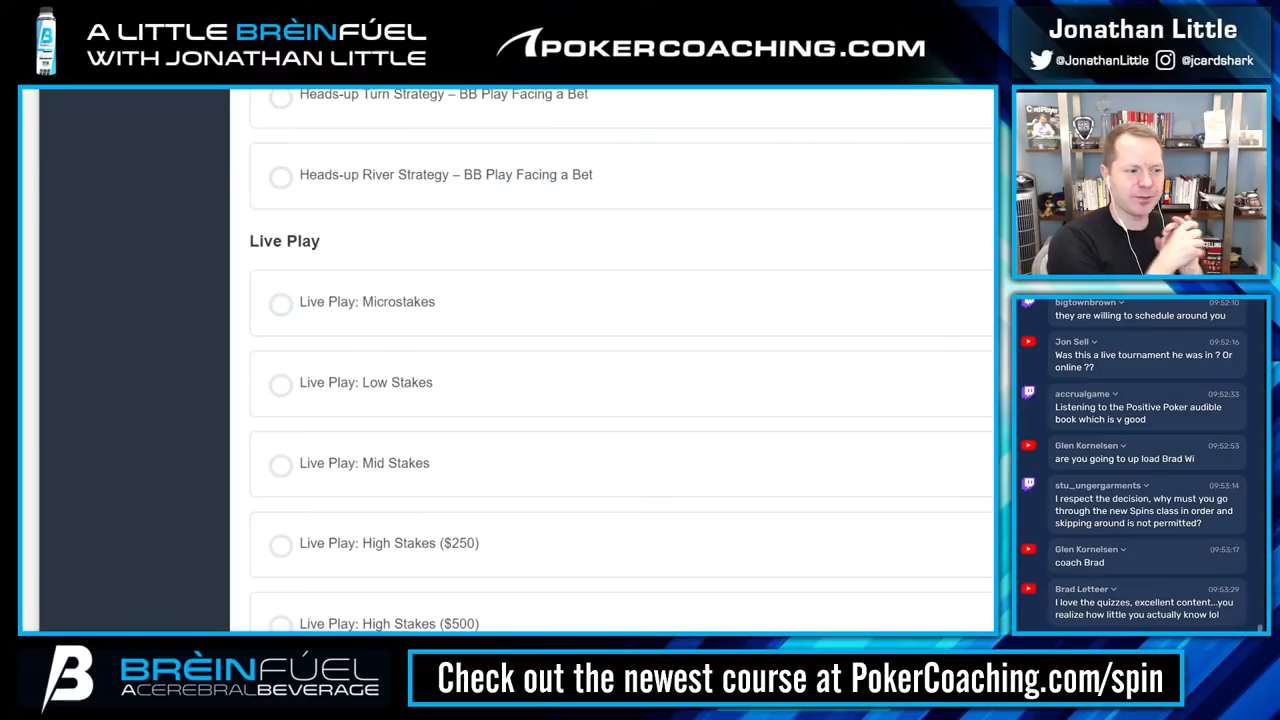 A LITTLE BRÈINFÚEL
WITH JONATHAN LITTLE
POKERCOACHING.COM
Jonathan Little
@JonathanLittle @jcardshark
Heads-up Turn Strategy – BB Play Facing a Bet
Heads-up River Strategy – BB Play Facing a Bet
Live Play
Live Play: Microstakes
Live Play: Low Stakes
Live Play: Mid Stakes
Live Play: High Stakes ($250)
Live Play: High Stakes ($500)
bigtownbrown 09:52:10
they are willing to schedule around you
Jon Sell 09:52:16
Was this a live tournament he was in ? Or
online ??
accrualgame 09:52:33
Listening to the Positive Poker audible
book which is v good
Glen Kornelsen 09:52:53
are you going to up load Brad Wi
stu_ungergarments 09:53:14
I respect the decision, why must you go
through the new Spins class in order and
skipping around is not permitted?
Glen Kornelsen 09:53:17
coach Brad
Brad Letteer 09:53:29
I love the quizzes, excellent content...you
realize how little you actually know lol
B BRÈINFÚEL
A CEREBRAL BEVERAGE
Check out the newest course at PokerCoaching.com/spin